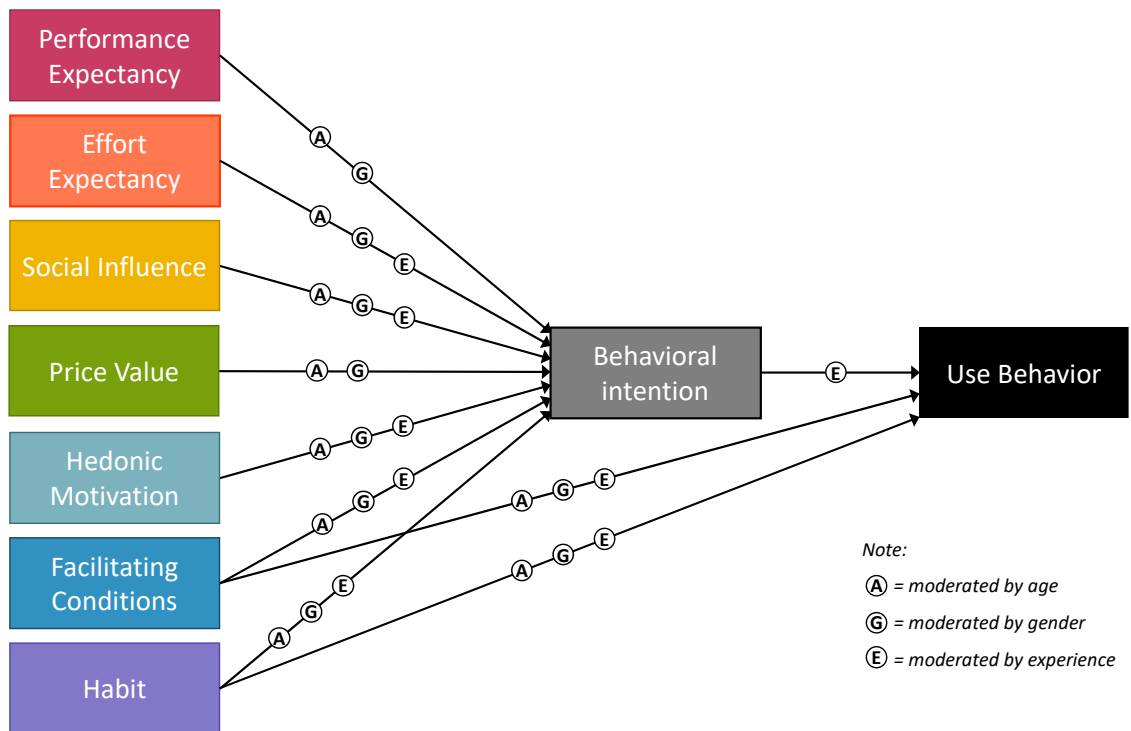 Performance
Expectancy
A
G
Effort
Expectancy
A
G
E
Social Influence
A
G
E
Price Value
A
G
Behavioral
intention
E
Use Behavior
Hedonic
Motivation
A
G
E
Facilitating
Conditions
A
G
E
A
G
E
Habit
A
G
E
A
G
E
Note:
A = moderated by age
G = moderated by gender
E = moderated by experience